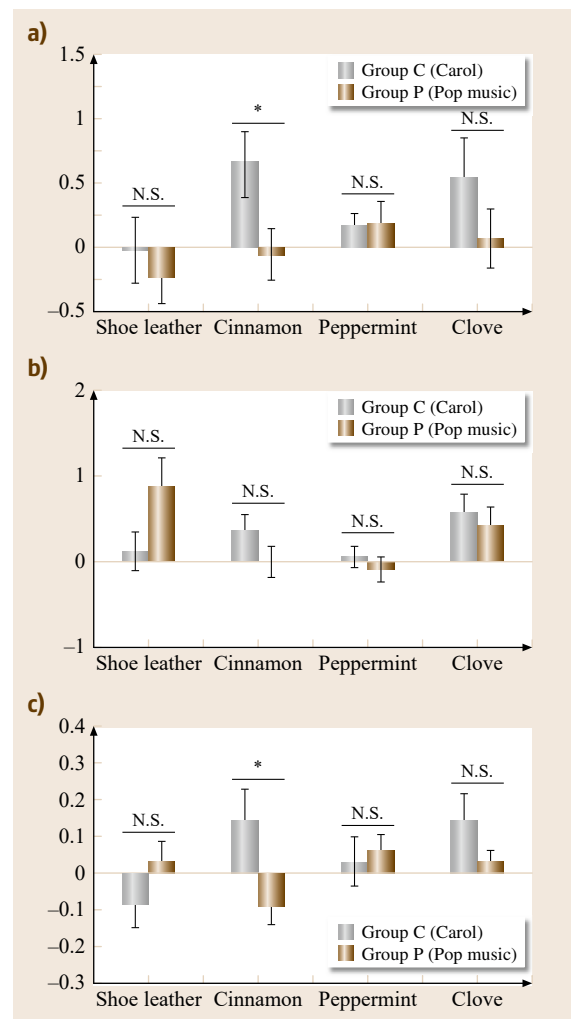 a)
1.5
1
0.5
0
–0.5
Group C (Carol)
Group P (Pop music)
N.S.
*
N.S.
N.S.
Shoe leather Cinnamon Peppermint Clove
b)
2
1
0
–1
Group C (Carol)
Group P (Pop music)
N.S.
N.S.
N.S.
N.S.
Shoe leather Cinnamon Peppermint Clove
c)
0.4
0.3
0.2
0.1
0
–0.1
–0.2
–0.3
N.S.
*
N.S.
N.S.
Group C (Carol)
Group P (Pop music)
Shoe leather Cinnamon Peppermint Clove